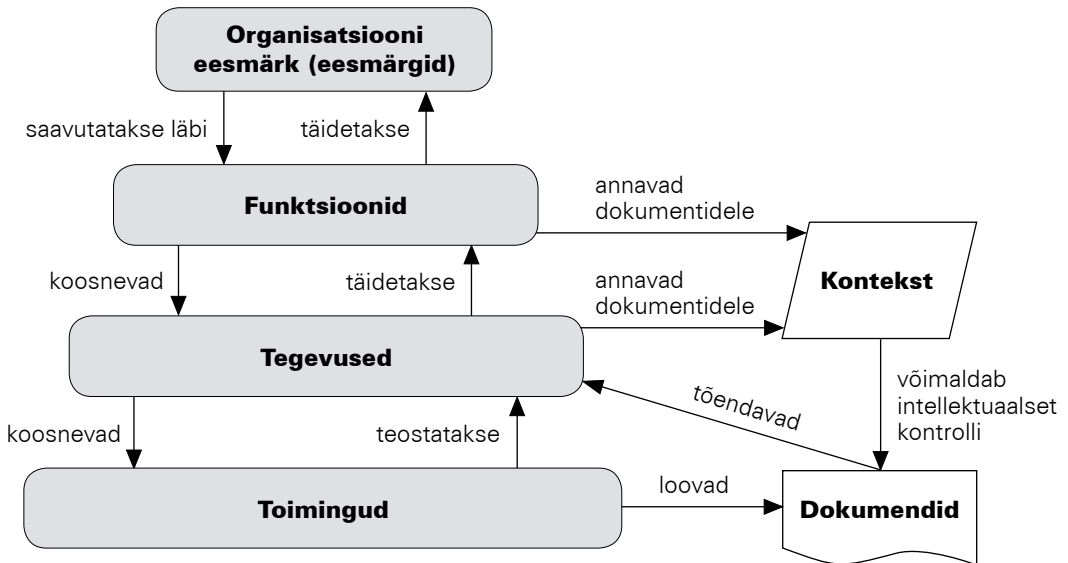 Organisatsiooni
eesmärk (eesmärgid)
saavutatakse läbi
täidetakse
Funktsioonid
annavad
dokumentidele
koosnevad
täidetakse
annavad
dokumentidele
Kontekst
Tegevused
võimaldab
intellektuaalset
kontrolli
tõendavad
koosnevad
teostatakse
loovad
Toimingud
Dokumendid